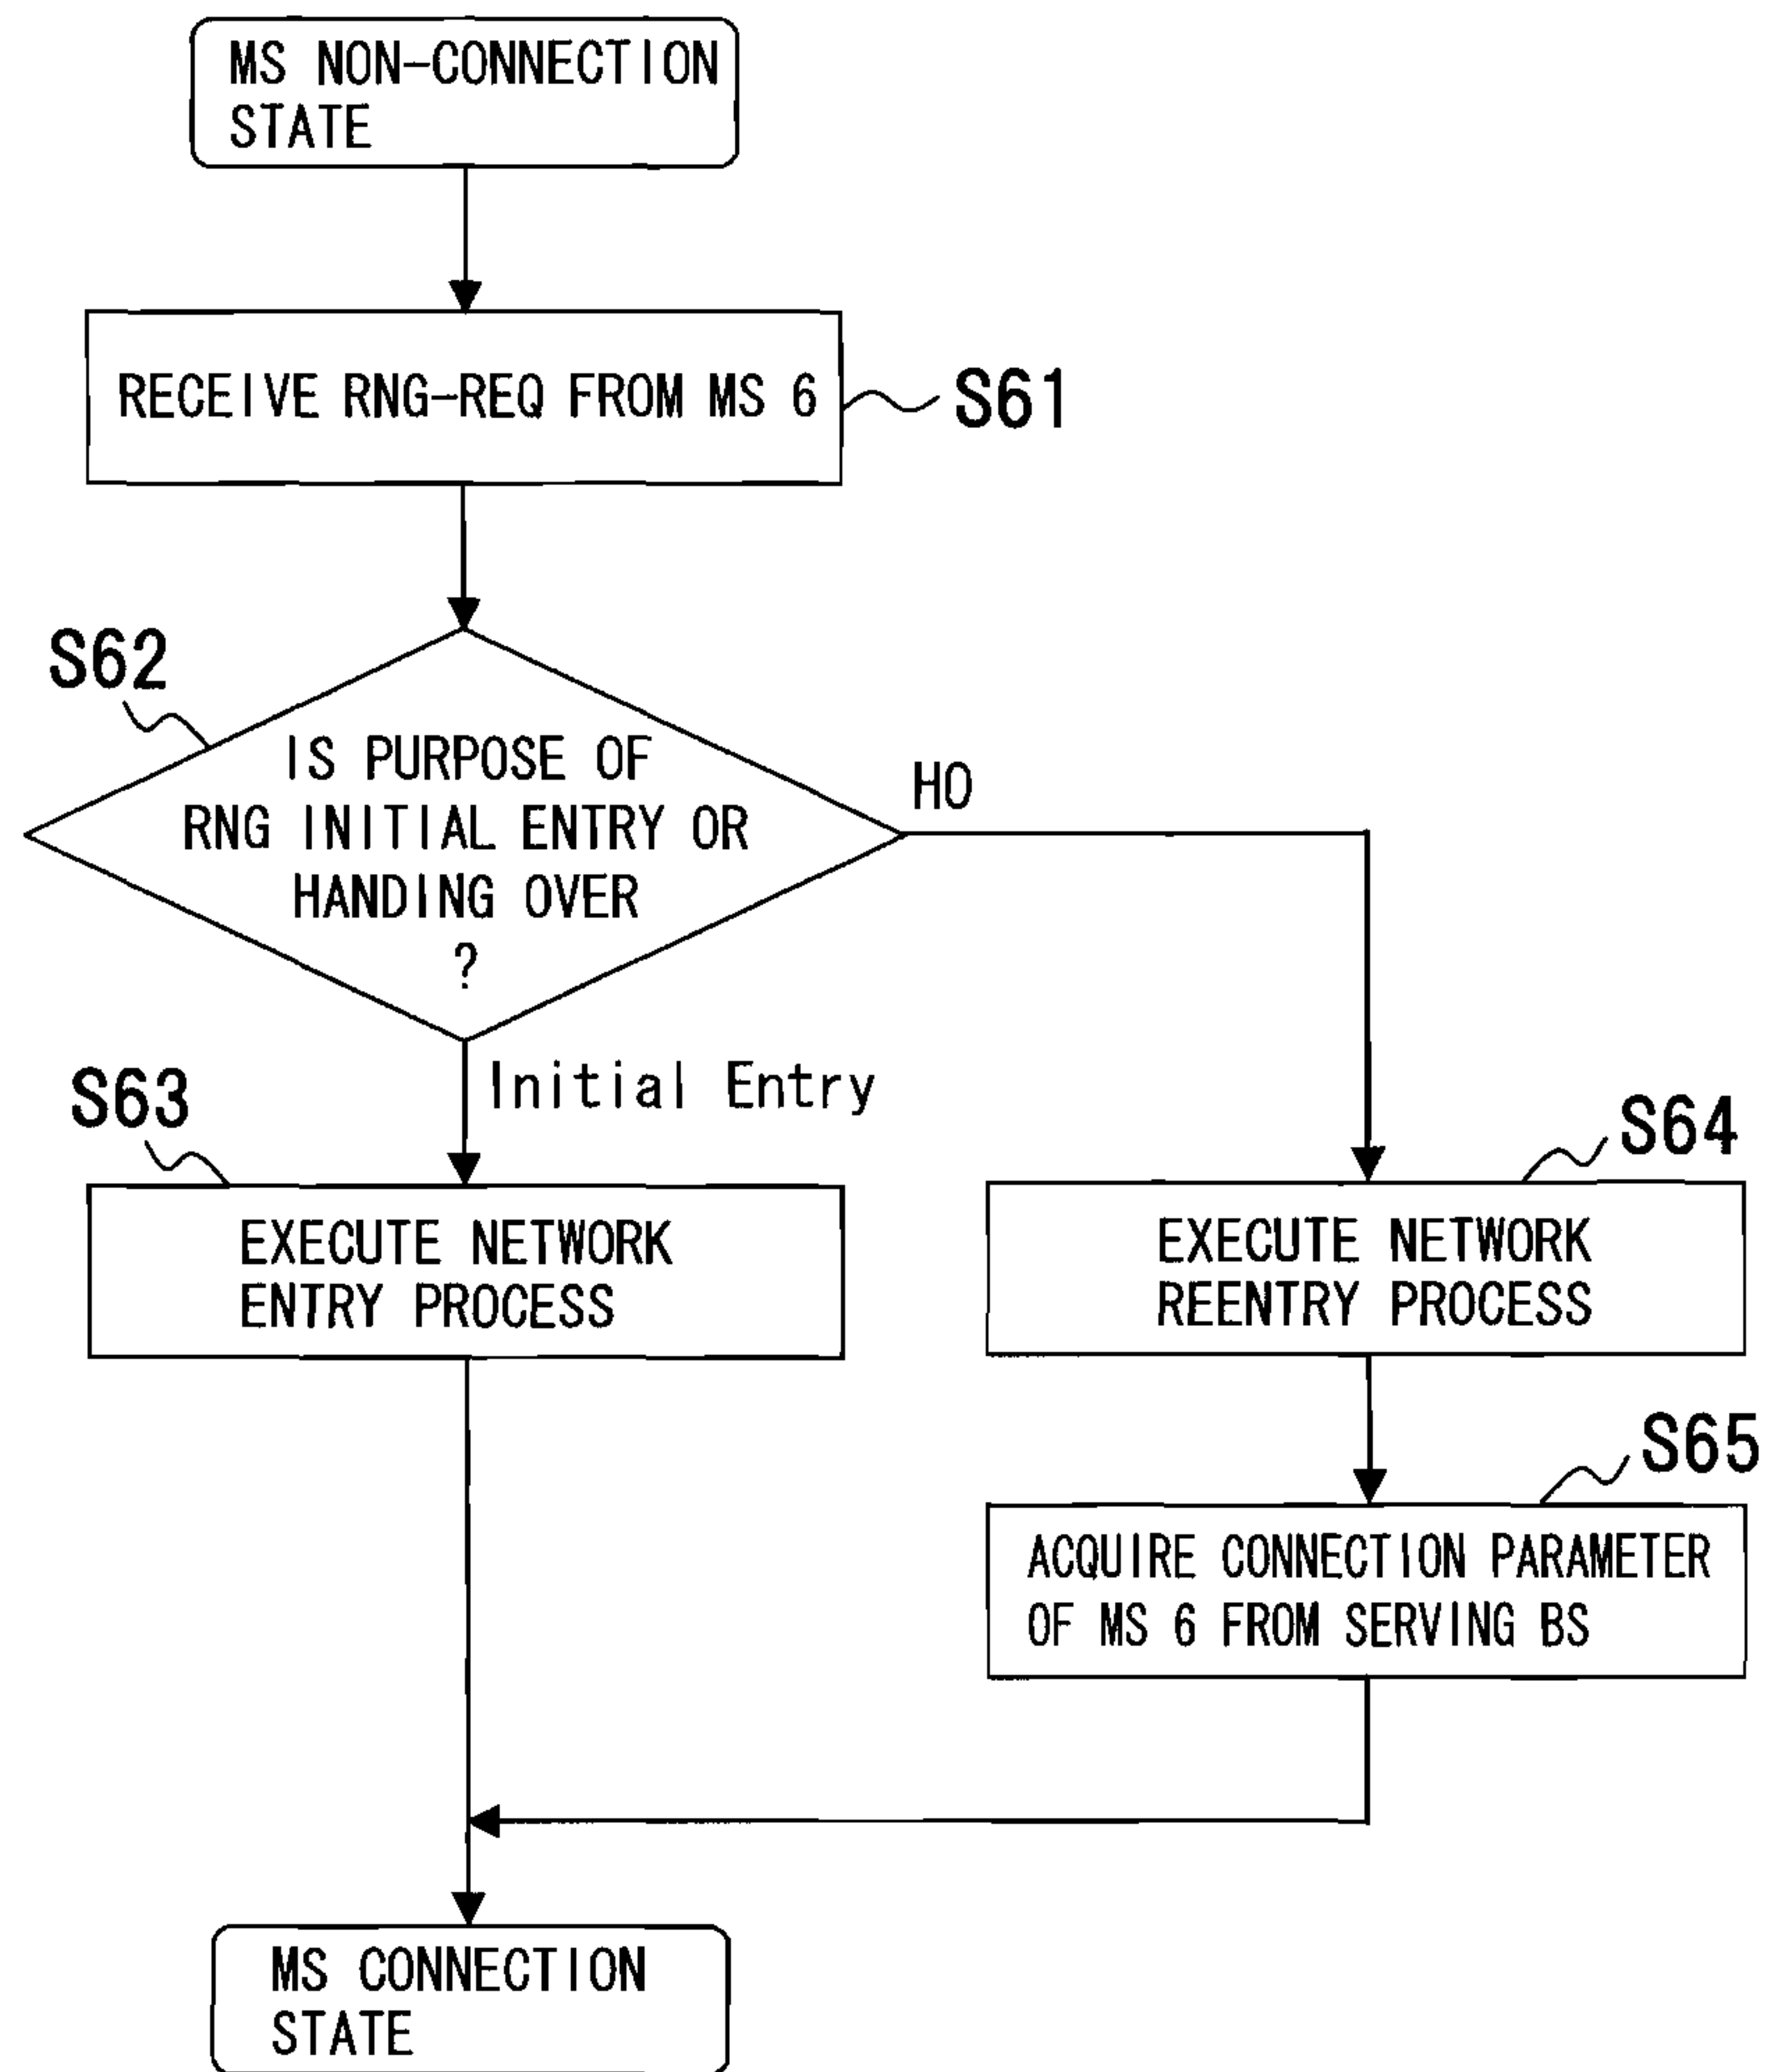 MS NON-CONNECTION
STATE
RECEIVE RNG-REQ FROM MS 6
S61
S62
IS PURPOSE OF
RNG INITIAL ENTRY OR
HANDING OVER
?
HO
Initial Entry
S63
EXECUTE NETWORK
ENTRY PROCESS
S64
EXECUTE NETWORK
REENTRY PROCESS
S65
ACQUIRE CONNECTION PARAMETER
OF MS 6 FROM SERVING BS
MS CONNECTION
STATE